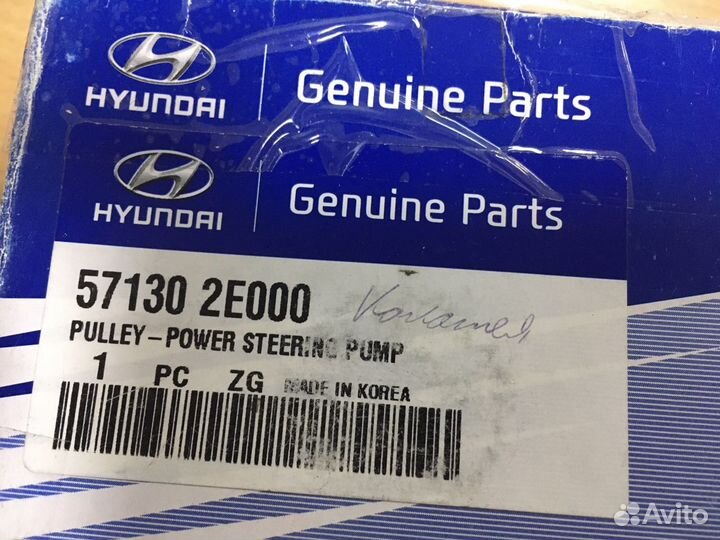 HYUNDAI Genuine Parts
HYUNDAI Genuine Parts
57130 2E000
PULLEY-POWER STEERING PUMP
1 PC ZG MADE IN KOREA
Avito